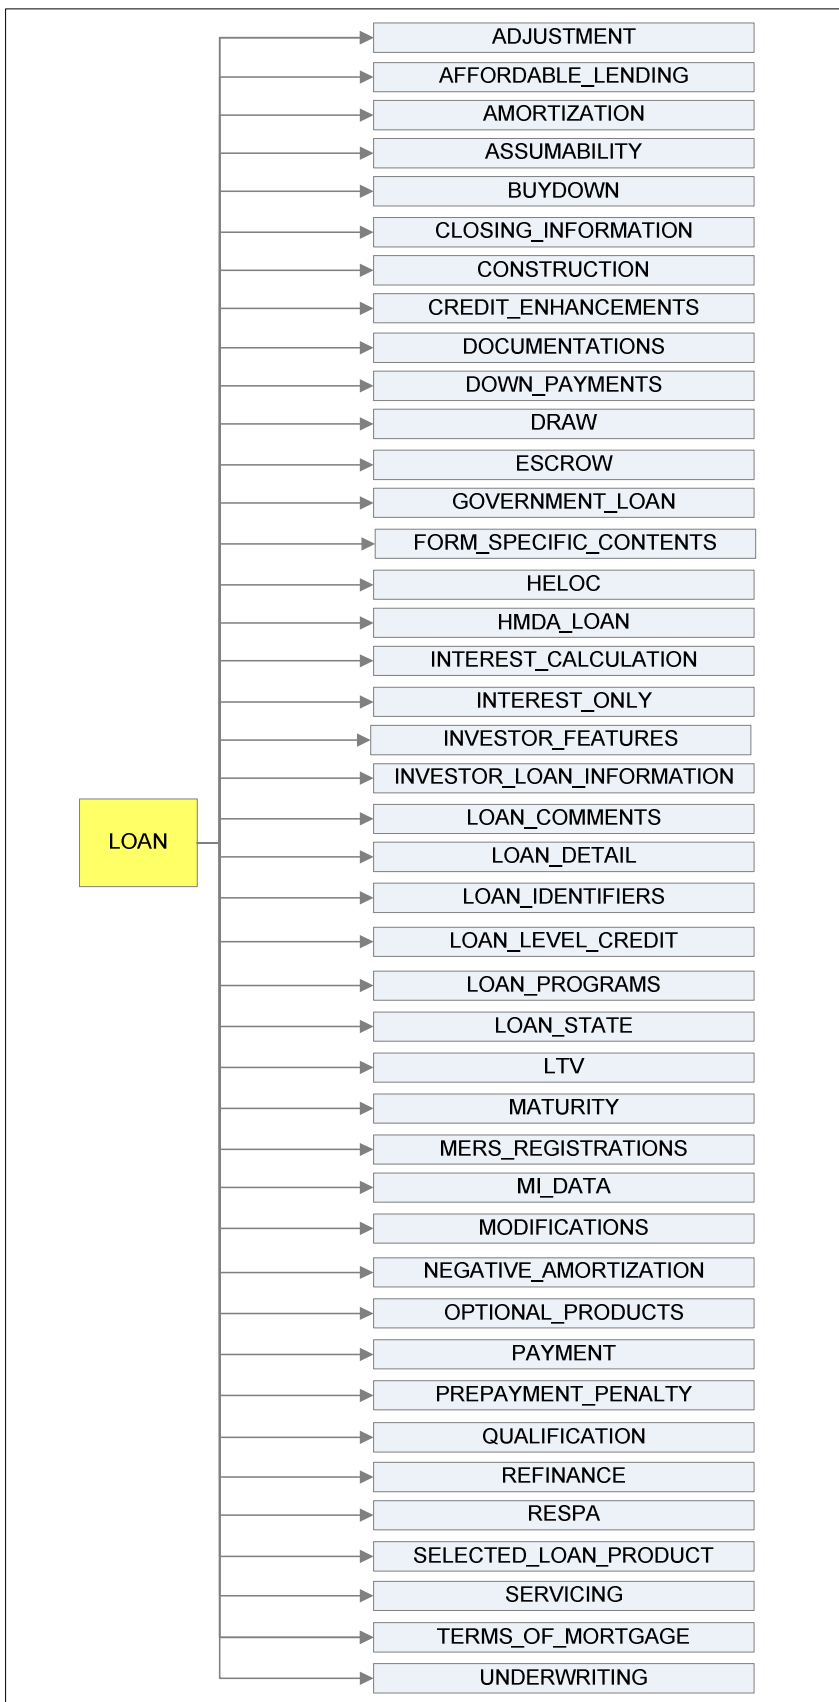 ADJUSTMENT
AFFORDABLE_LENDING
AMORTIZATION
ASSUMABILITY
BUYDOWN
CLOSING_INFORMATION
CONSTRUCTION
CREDIT_ENHANCEMENTS
DOCUMENTATIONS
DOWN_PAYMENTS
DRAW
ESCROW
GOVERNMENT_LOAN
FORM_SPECIFIC_CONTENTS
HELOC
HMDA_LOAN
INTEREST_CALCULATION
INTEREST_ONLY
INVESTOR_FEATURES
INVESTOR_LOAN_INFORMATION
LOAN_COMMENTS
LOAN
LOAN_DETAIL
LOAN_IDENTIFIERS
LOAN_LEVEL_CREDIT
LOAN_PROGRAMS
LOAN_STATE
LTV
MATURITY
MERS_REGISTRATIONS
MI_DATA
MODIFICATIONS
NEGATIVE_AMORTIZATION
OPTIONAL_PRODUCTS
PAYMENT
PREPAYMENT_PENALTY
QUALIFICATION
REFINANCE
RESPA
SELECTED_LOAN_PRODUCT
SERVICING
TERMS_OF_MORTGAGE
UNDERWRITING